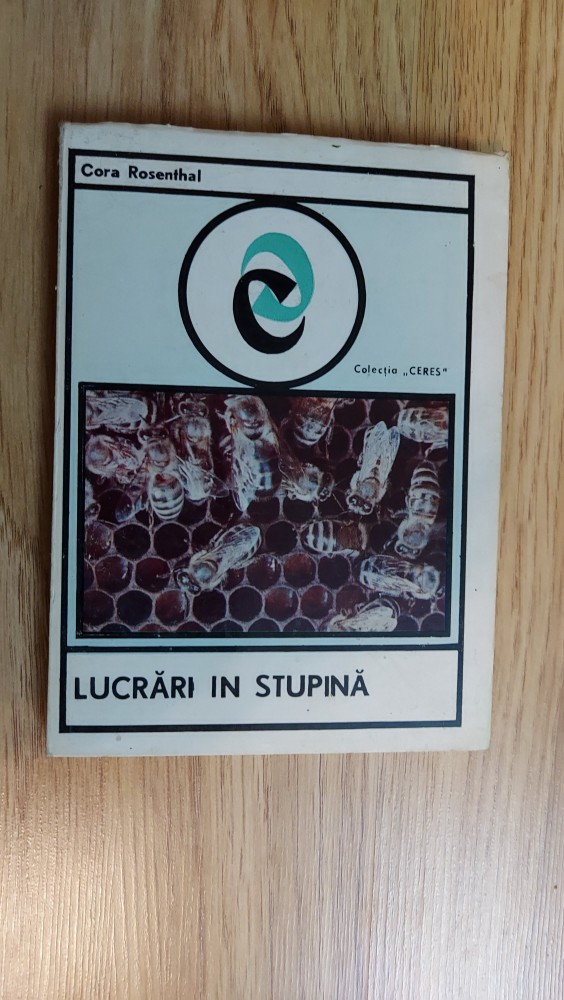 Cora Rosenthal
Colecția „CERES"
LUCRĂRI IN STUPINĂ